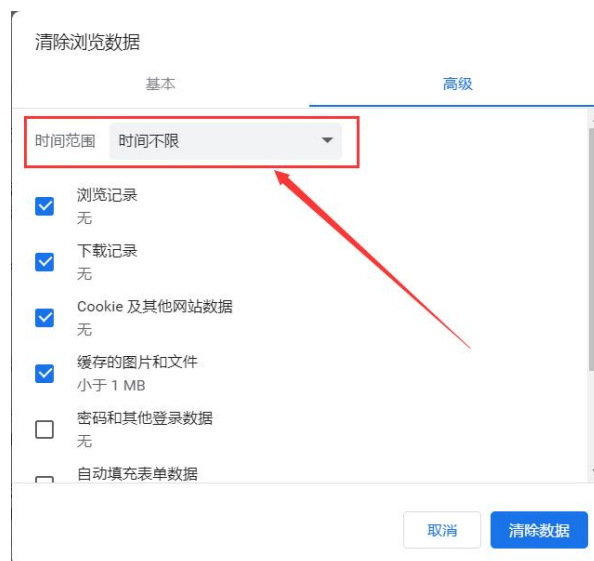 清除浏览数据
基本
高级
时间范围 时间不限
浏览记录
无
下载记录
无
Cookie 及其他网站数据
无
缓存的图片和文件
小于 1 MB
密码和其他登录数据
无
自动填充表单数据
取消
清除数据